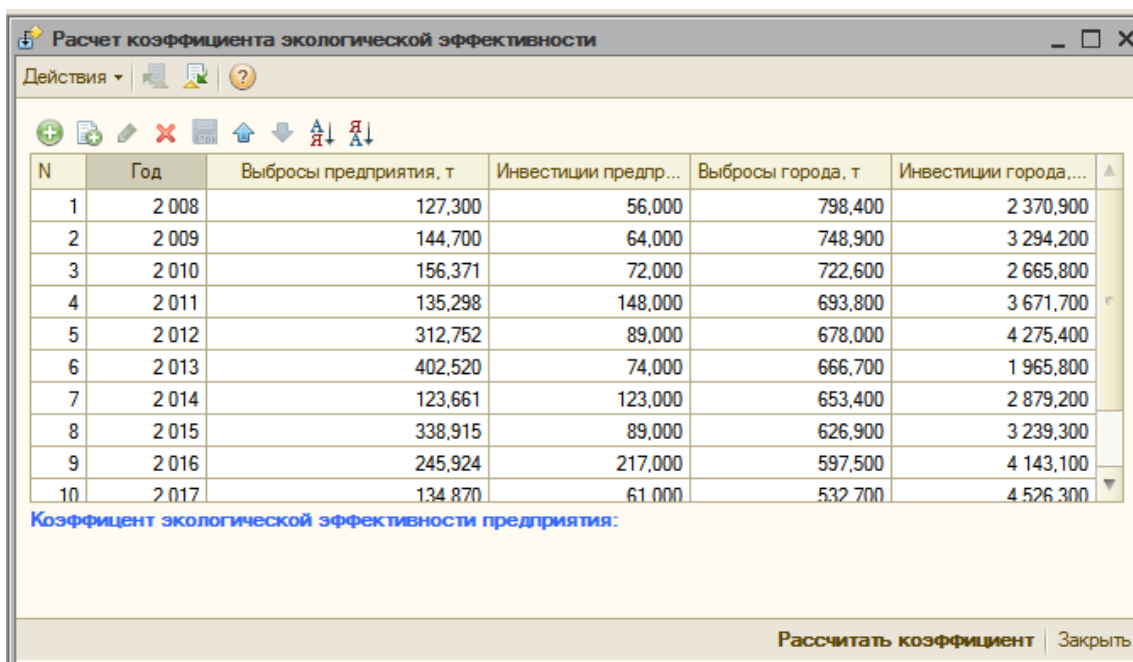 Расчет коэффициента экологической эффективности
Действия
N Год Выбросы предприятия, т Инвестиции предпр... Выбросы города, т Инвестиции города,...
1 2 008 127,300 56,000 798,400 2 370,900
2 2 009 144,700 64,000 748,900 3 294,200
3 2 010 156,371 72,000 722,600 2 665,800
4 2 011 135,298 148,000 693,800 3 671,700
5 2 012 312,752 89,000 678,000 4 275,400
6 2 013 402,520 74,000 666,700 1 965,800
7 2 014 123,661 123,000 653,400 2 879,200
8 2 015 338,915 89,000 626,900 3 239,300
9 2 016 245,924 217,000 597,500 4 143,100
10 2 017 134,870 61,000 532,700 4 526,300
Коэффицент экологической эффективности предприятия:
Рассчитать коэффициент Закрыть